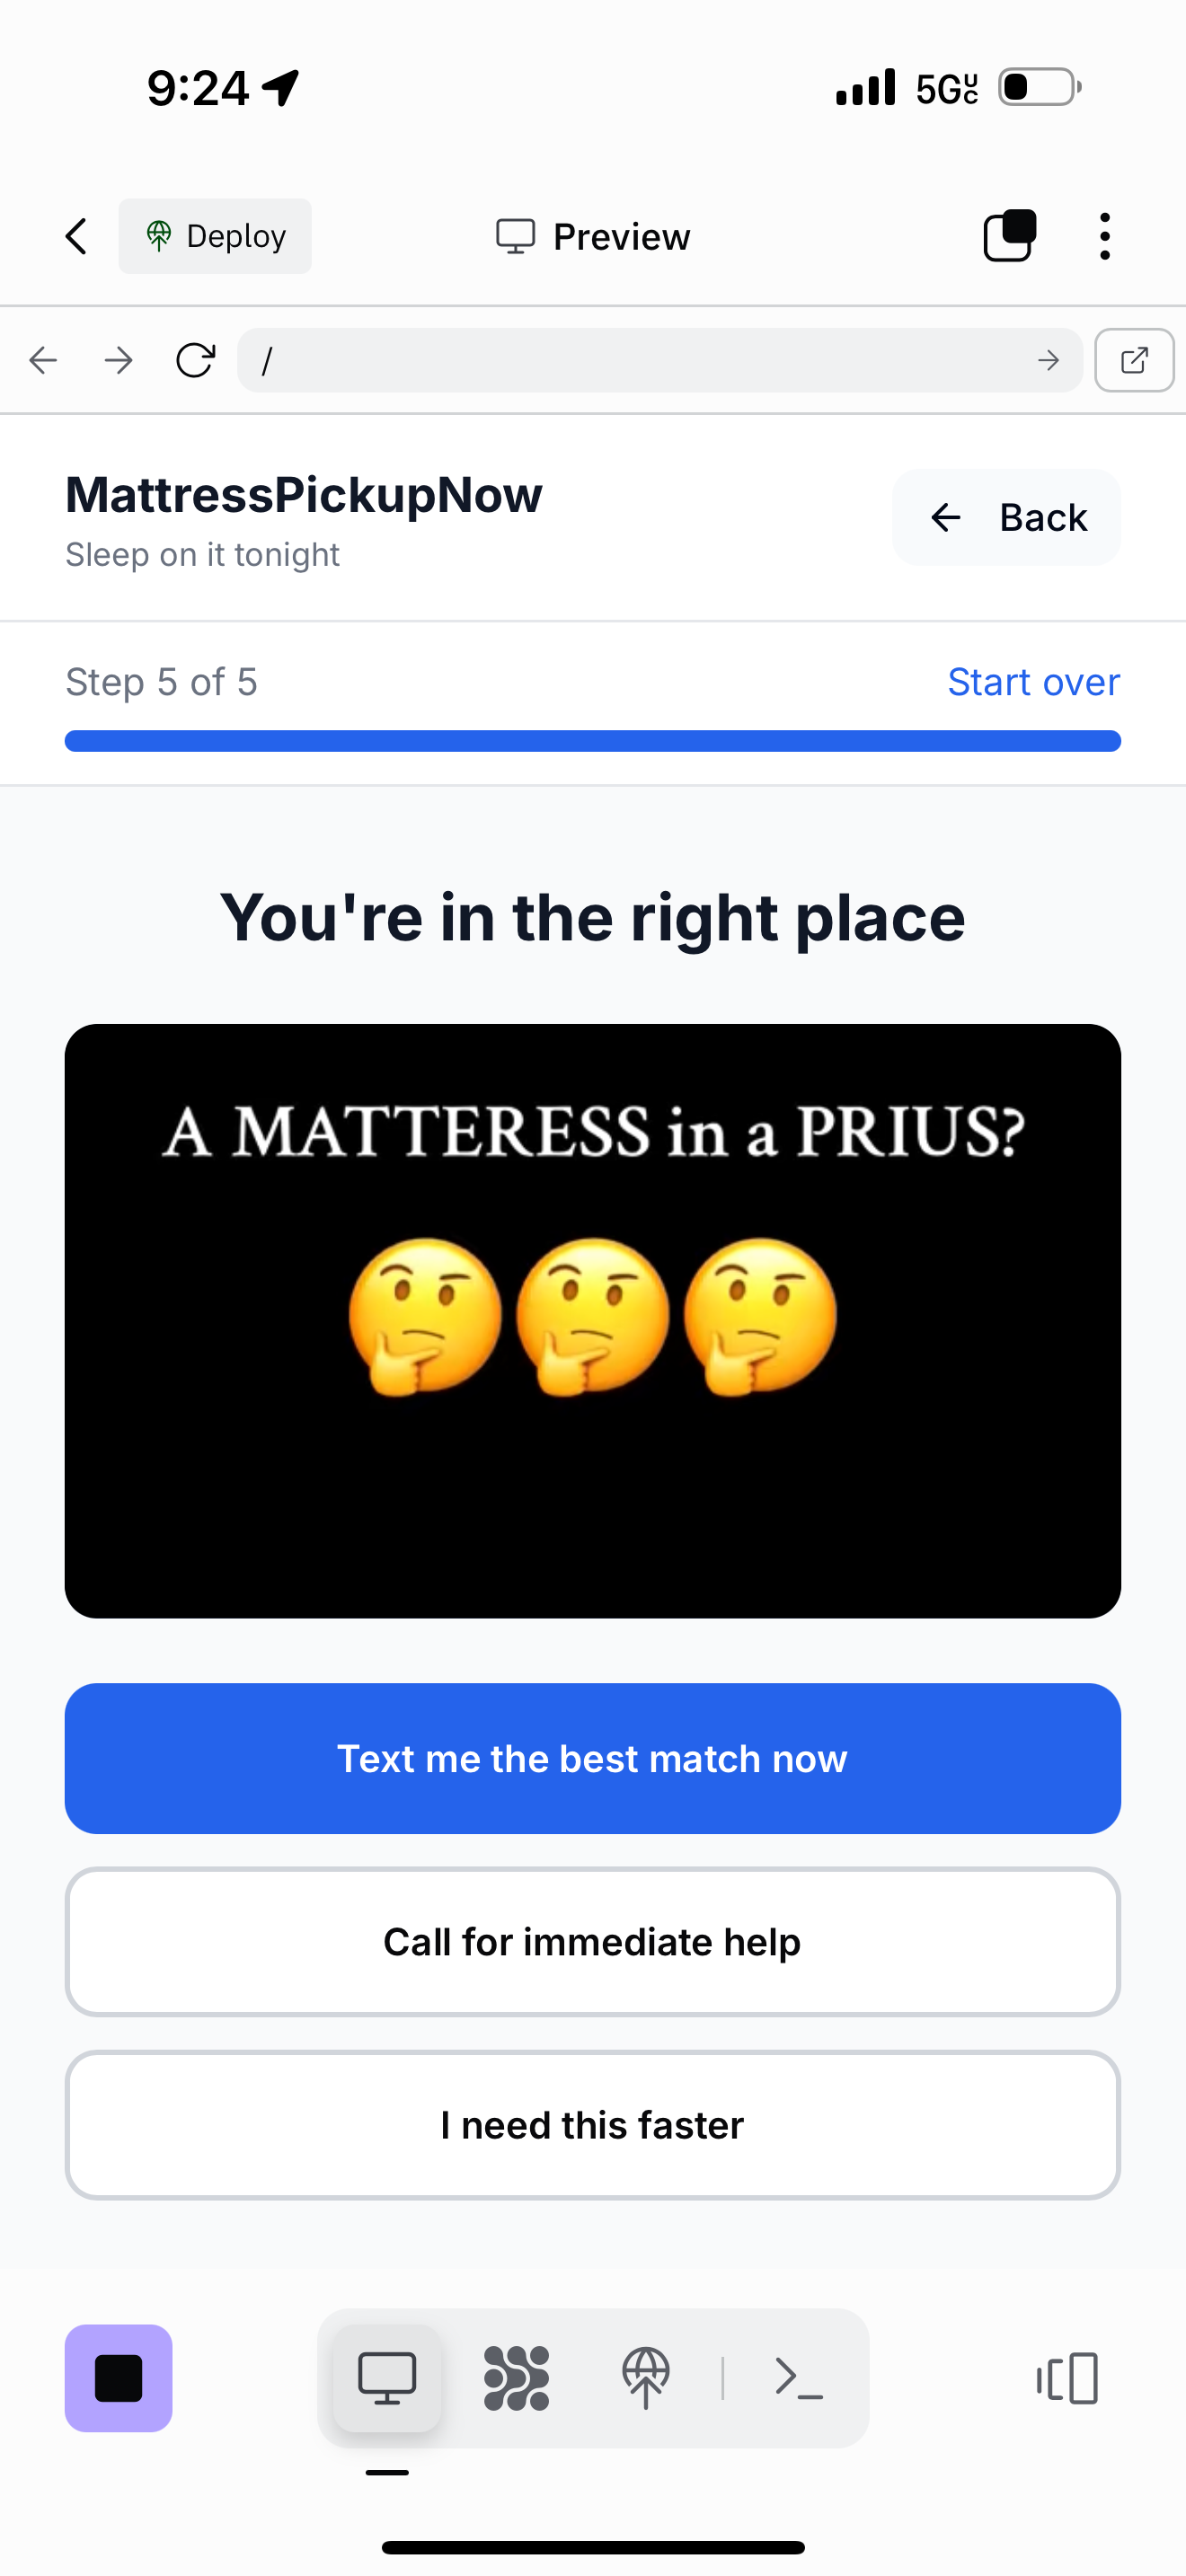 9:24
5G UC
Deploy
Preview
/
MattressPickupNow
Back
Sleep on it tonight
Step 5 of 5
Start over
You're in the right place
A MATTERESS in a PRIUS?
Text me the best match now
Call for immediate help
I need this faster